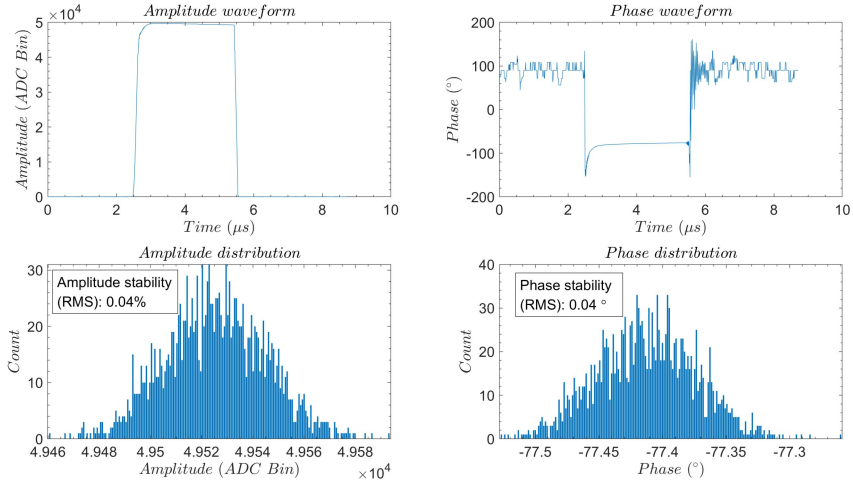 Amplitude waveform
×10⁴
5
4
3
2
1
0
Amplitude (ADC Bin)
0 2 4 6 8 10
Time (μs)
Phase waveform
200
100
0
-100
-200
Phase (°)
0 2 4 6 8 10
Time (μs)
Amplitude distribution
30
20
10
0
Count
Amplitude stability
(RMS): 0.04%
4.946 4.948 4.95 4.952 4.954 4.956 4.958
×10⁴
Amplitude (ADC Bin)
Phase distribution
40
30
20
10
0
Count
Phase stability
(RMS): 0.04 °
-77.5 -77.45 -77.4 -77.35 -77.3
Phase (°)